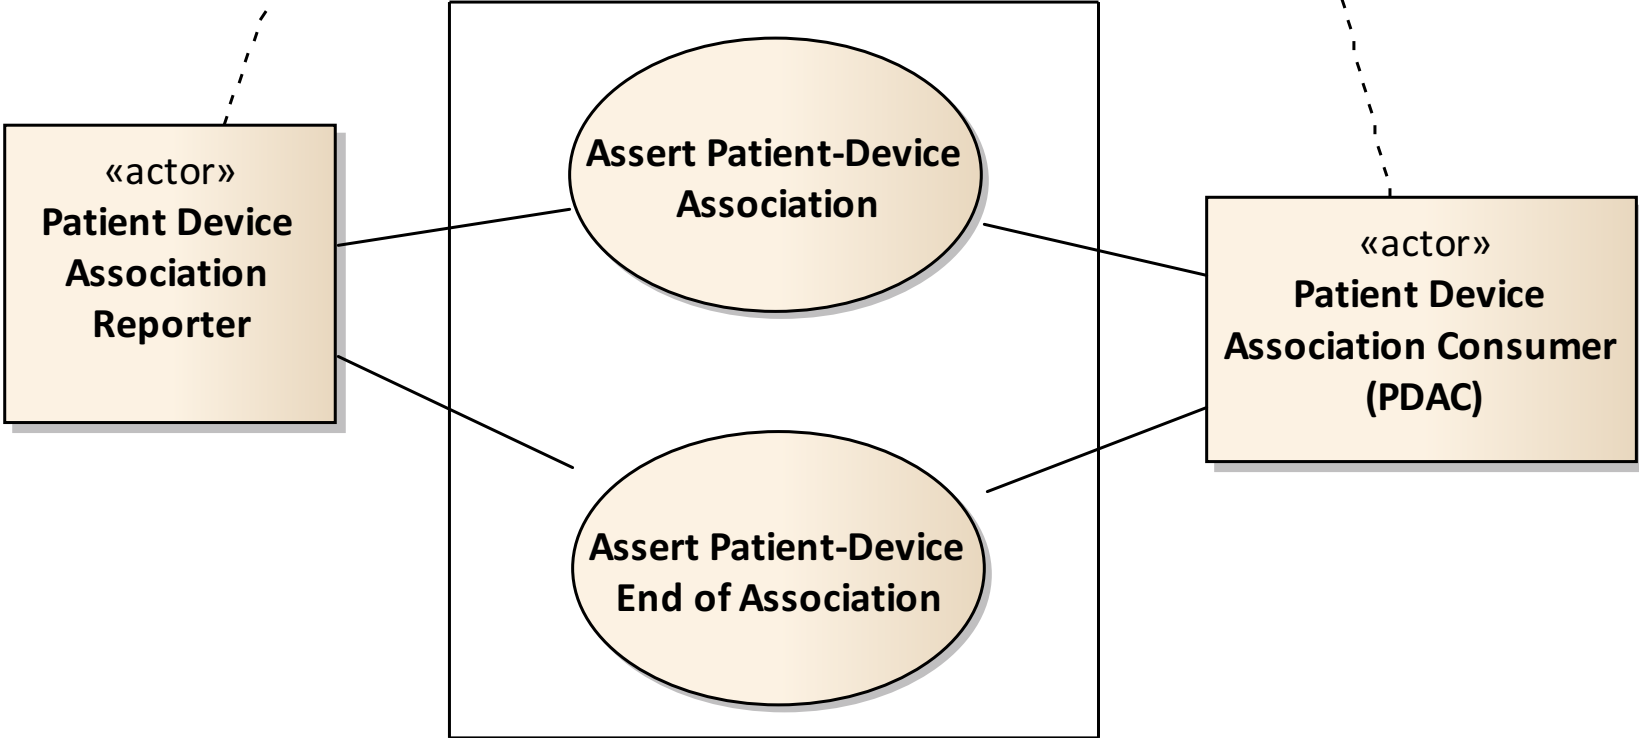 «actor»
Patient Device
Association
Reporter
Assert Patient-Device
Association
Assert Patient-Device
End of Association
«actor»
Patient Device
Association Consumer
(PDAC)